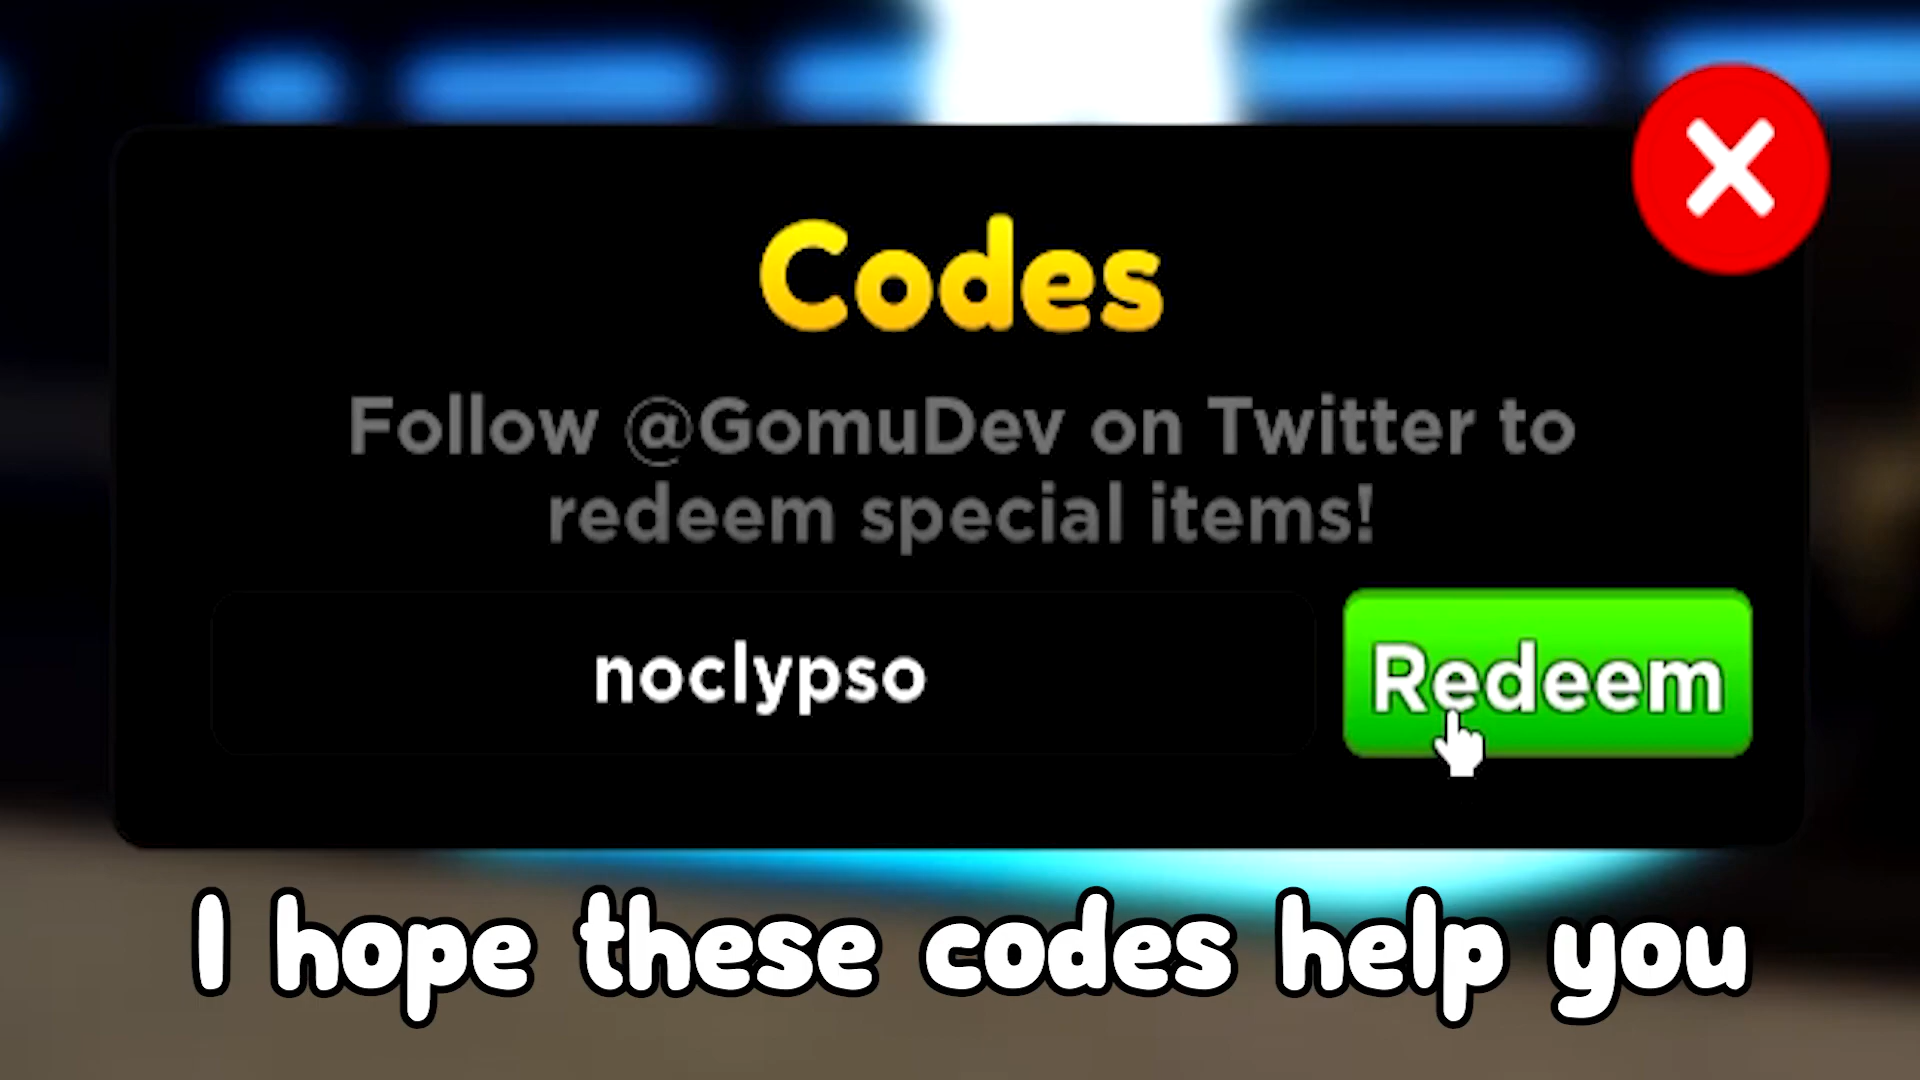 Codes
Follow @GomuDev on Twitter to
redeem special items!
noclypso
Redeem
I hope these codes help you